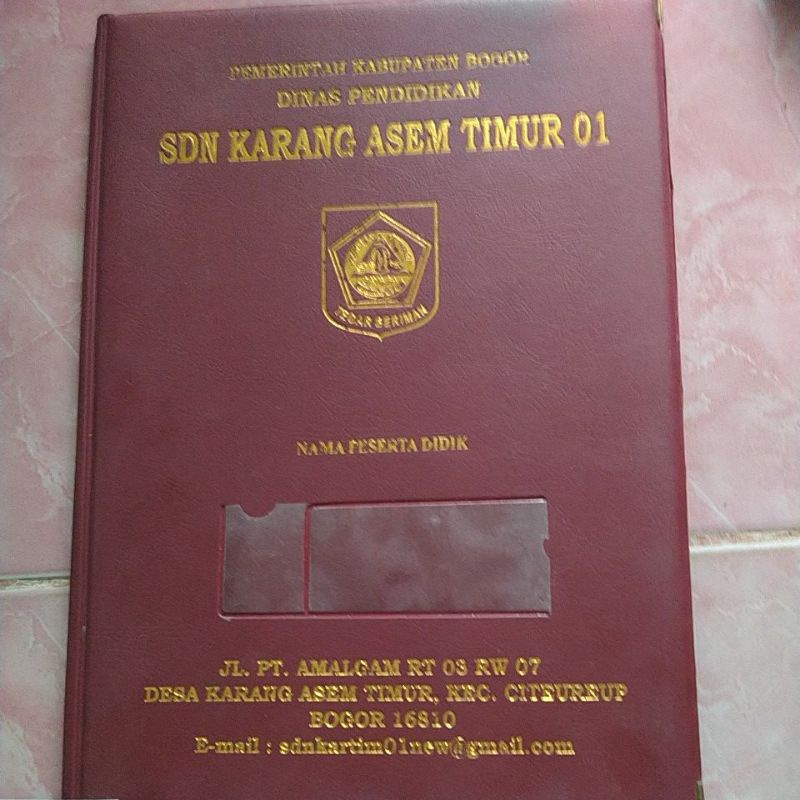 PEMERINTAH KABUPATEN BOGOR
DINAS PENDIDIKAN
SDN KARANG ASEM TIMUR 01
TEGAR BERIMAN
NAMA PESERTA DIDIK
JL. PT. AMALGAM RT 03 RW 07
DESA KARANG ASEM TIMUR, KEC. CITEUREUP
BOGOR 16810
E-mail : sdnkartim01new@gmail.com